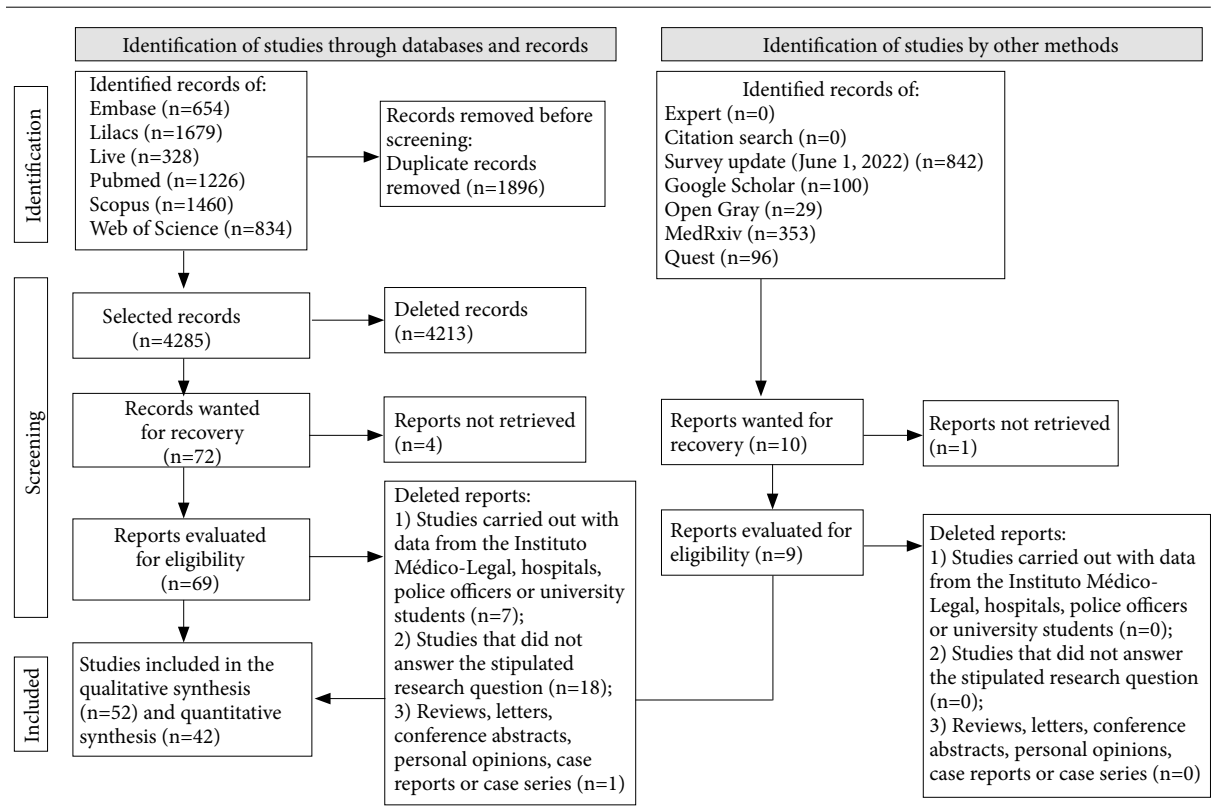 Identification of studies through databases and records
Identification of studies by other methods
Identification
Identified records of:
Embase (n=654)
Lilacs (n=1679)
Live (n=328)
Pubmed (n=1226)
Scopus (n=1460)
Web of Science (n=834)
Records removed before
screening:
Duplicate records
removed (n=1896)
Identified records of:
Expert (n=0)
Citation search (n=0)
Survey update (June 1, 2022) (n=842)
Google Scholar (n=100)
Open Gray (n=29)
MedRxiv (n=353)
Quest (n=96)
Screening
Selected records
(n=4285)
Deleted records
(n=4213)
Records wanted
for recovery
(n=72)
Reports not retrieved
(n=4)
Reports wanted for
recovery (n=10)
Reports not retrieved
(n=1)
Reports evaluated
for eligibility
(n=69)
Deleted reports:
1) Studies carried out with
data from the Instituto
Médico-Legal, hospitals,
police officers or university
students (n=7);
2) Studies that did not
answer the stipulated
research question (n=18);
3) Reviews, letters,
conference abstracts,
personal opinions, case
reports or case series (n=1)
Reports evaluated for
eligibility (n=9)
Deleted reports:
1) Studies carried out with data
from the Instituto Médico-
Legal, hospitals, police officers
or university students (n=0);
2) Studies that did not answer
the stipulated research question
(n=0);
3) Reviews, letters, conference
abstracts, personal opinions,
case reports or case series (n=0)
Included
Studies included in the
qualitative synthesis
(n=52) and quantitative
synthesis (n=42)